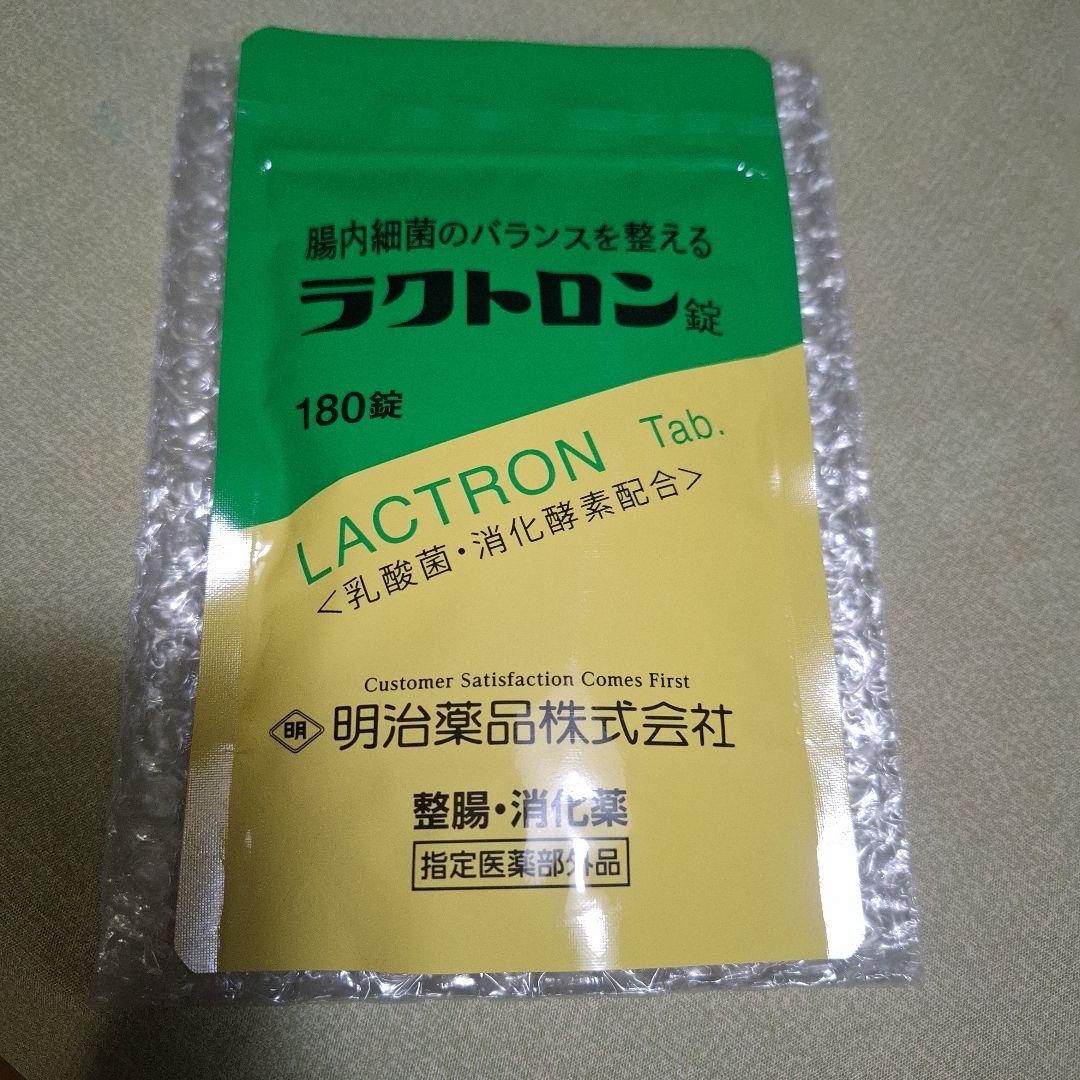 腸内細菌のバランスを整える
ラクトロン錠
180錠
LACTRON Tab.
<乳酸菌・消化酵素配合>
Customer Satisfaction Comes First
明 明治薬品株式会社
整腸・消化薬
指定医薬部外品